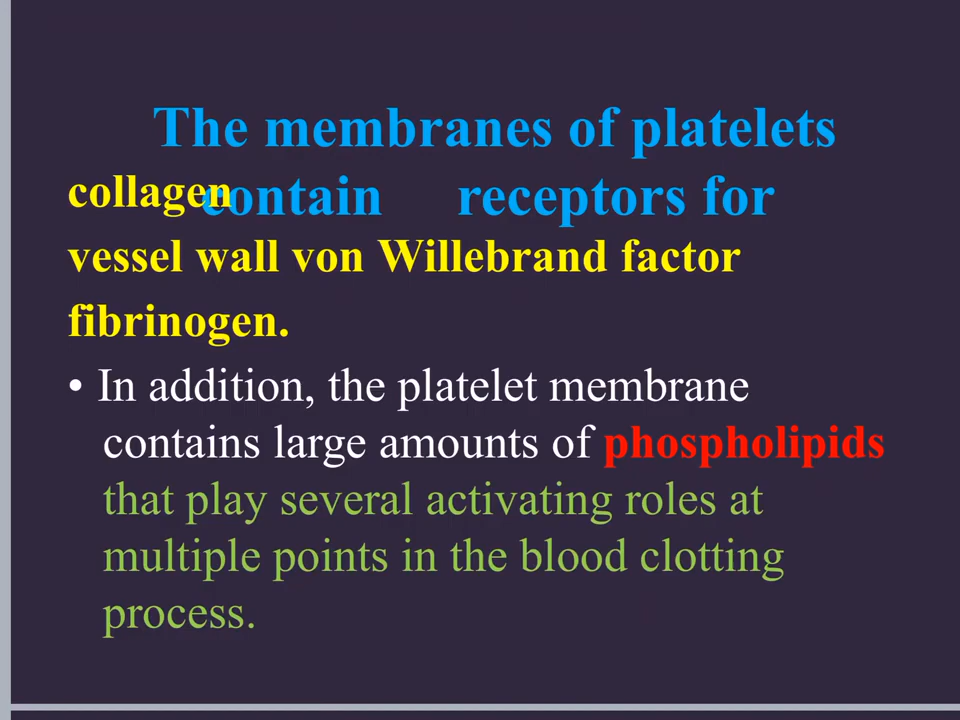 The membranes of platelets
contain receptors for
collagen
vessel wall von Willebrand factor
fibrinogen.
• In addition, the platelet membrane
contains large amounts of phospholipids
that play several activating roles at
multiple points in the blood clotting
process.